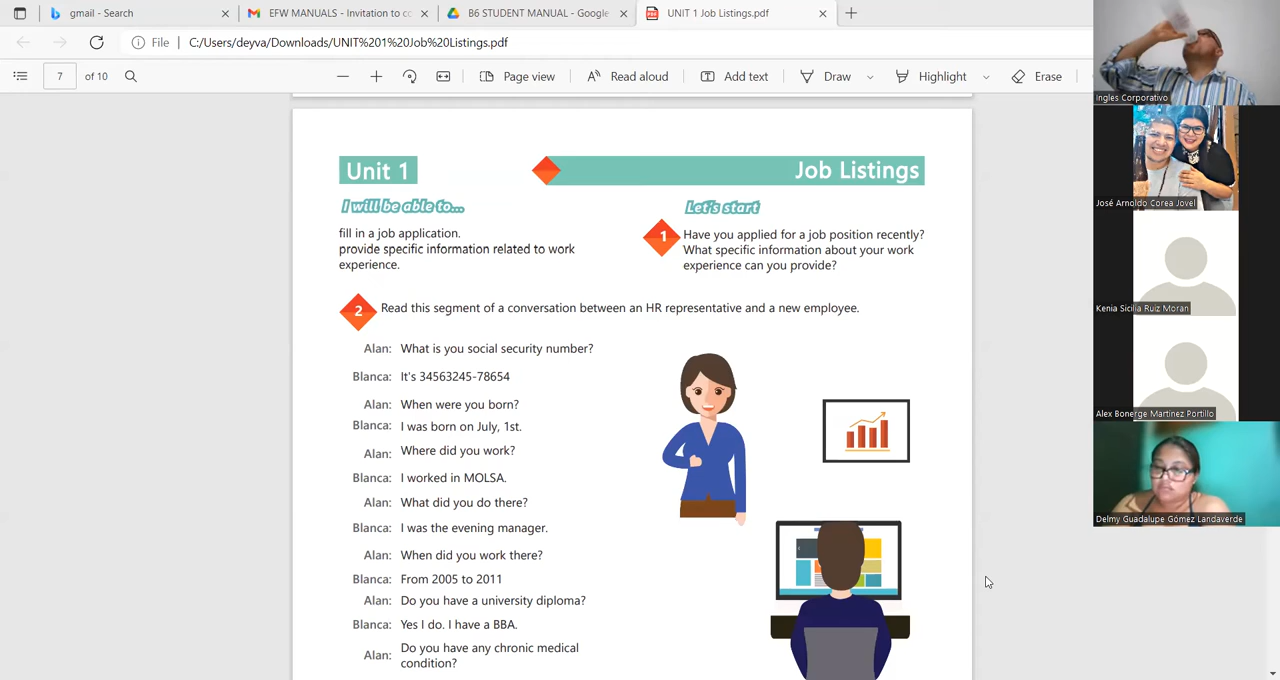 gmail - Search
EFW MANUALS - Invitation to cc
B6 STUDENT MANUAL - Google
UNIT 1 Job Listings.pdf
File
C:/Users/deyva/Downloads/UNIT%201%20Job%20Listings.pdf
7 of 10
Page view
Read aloud
Add text
Draw
Highlight
Erase
Unit 1
Job Listings
I will be able to...
fill in a job application.
provide specific information related to work
experience.
Let's start
1
Have you applied for a job position recently?
What specific information about your work
experience can you provide?
2
Read this segment of a conversation between an HR representative and a new employee.
Alan: What is you social security number?
Blanca: It's 34563245-78654
Alan: When were you born?
Blanca: I was born on July, 1st.
Alan: Where did you work?
Blanca: I worked in MOLSA.
Alan: What did you do there?
Blanca: I was the evening manager.
Alan: When did you work there?
Blanca: From 2005 to 2011
Alan: Do you have a university diploma?
Blanca: Yes I do. I have a BBA.
Alan: Do you have any chronic medical
condition?
Ingles Corporativo
José Arnoldo Corea Jovel
Kenia Sicilia Ruiz Moran
Alex Bonerge Martinez Portillo
Delmy Guadalupe Gómez Landaverde